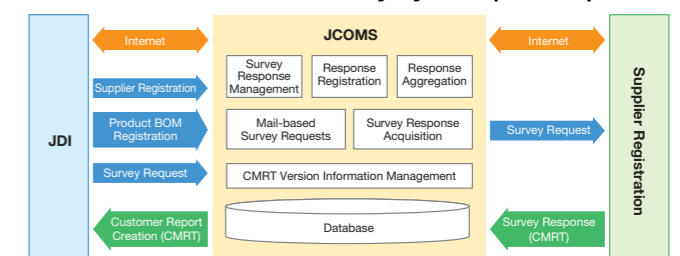 JDI
Internet
Supplier Registration
Product BOM
Registration
Survey Request
Customer Report
Creation (CMRT)
JCOMS
Survey
Response
Management
Response
Registration
Response
Aggregation
Mail-based
Survey Requests
Survey Response
Acquisition
CMRT Version Information Management
Database
Internet
Survey Request
Survey Response
(CMRT)
Supplier Registration